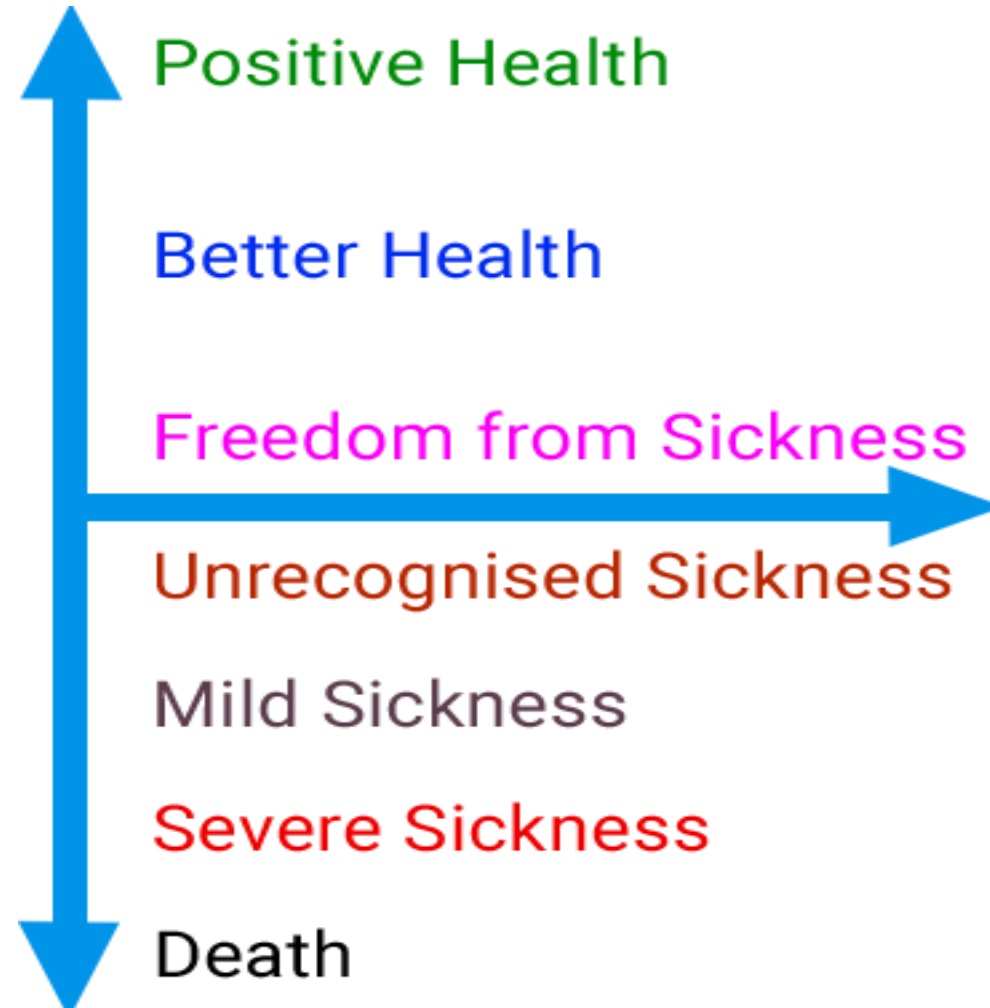 Positive Health
Better Health
Freedom from Sickness
Unrecognised Sickness
Mild Sickness
Severe Sickness
Death